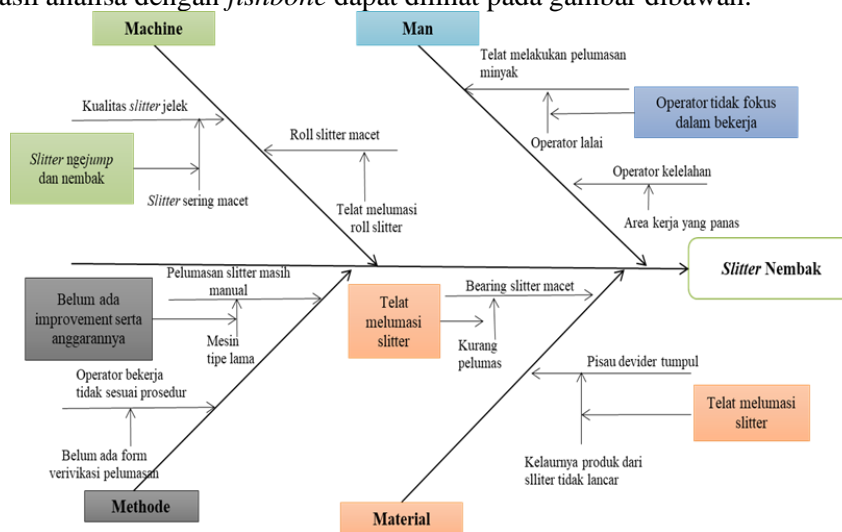 asil analisa dengan fishbone dapat dilihat pada gambar dibawah:
Machine
Man
Telat melakukan pelumasan
minyak
Kualitas slitter jelek
Operator tidak fokus
dalam bekerja
Roll slitter macet
Operator lalai
Slitter ngejump
dan nembak
Operator kelelahan
Slitter sering macet
Telat melumasi
roll slitter
Area kerja yang panas
Slitter Nembak
Pelumasan slitter masih
manual
Bearing slitter macet
Belum ada
improvement serta
anggarannya
Telat
melumasi
slitter
Mesin
tipe lama
Kurang
pelumas
Pisau devider tumpul
Operator bekerja
tidak sesuai prosedur
Telat melumasi
slitter
Belum ada form
verivikasi pelumasan
Kelaurnya produk dari
slliter tidak lancar
Methode
Material